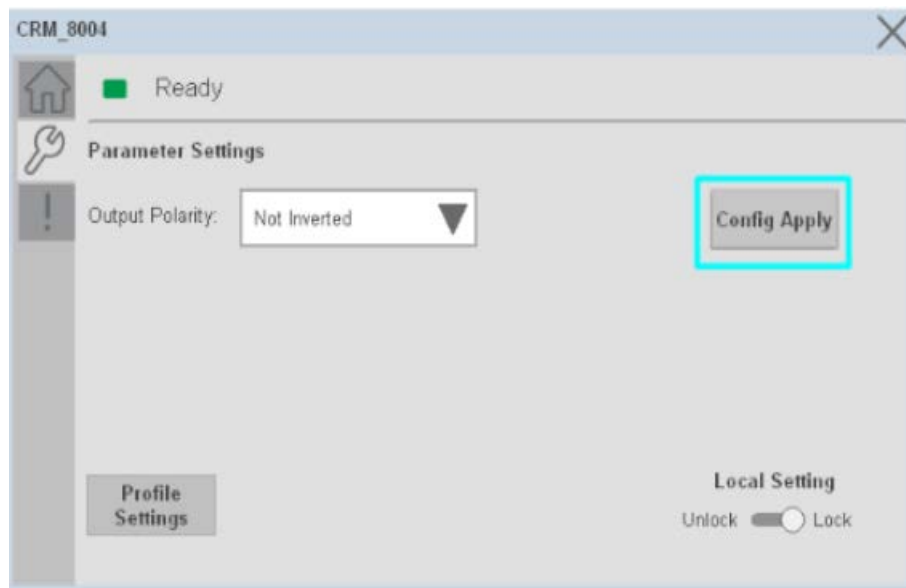 CRM_8004
Ready
Parameter Settings
Output Polarity:
Not Inverted
Config Apply
Profile
Settings
Local Setting
Unlock
Lock